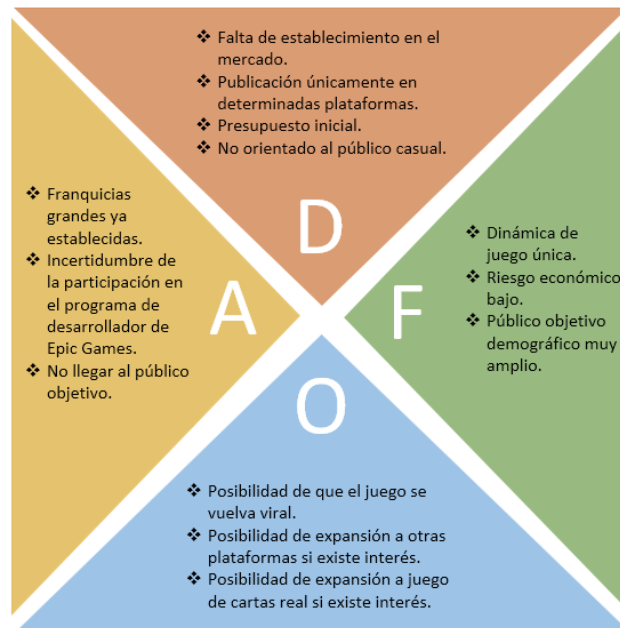 ❖ Falta de establecimiento en el
mercado.
❖ Publicación únicamente en
determinadas plataformas.
❖ Presupuesto inicial.
❖ No orientado al público casual.
D
❖ Franquicias
grandes ya
establecidas.
❖ Incertidumbre de
la participación en
el programa de
desarrollador de
Epic Games.
❖ No llegar al público
objetivo.
A
F
❖ Dinámica de
juego única.
❖ Riesgo económico
bajo.
❖ Público objetivo
demográfico muy
amplio.
O
❖ Posibilidad de que el juego se
vuelva viral.
❖ Posibilidad de expansión a otras
plataformas si existe interés.
❖ Posibilidad de expansión a juego
de cartas real si existe interés.